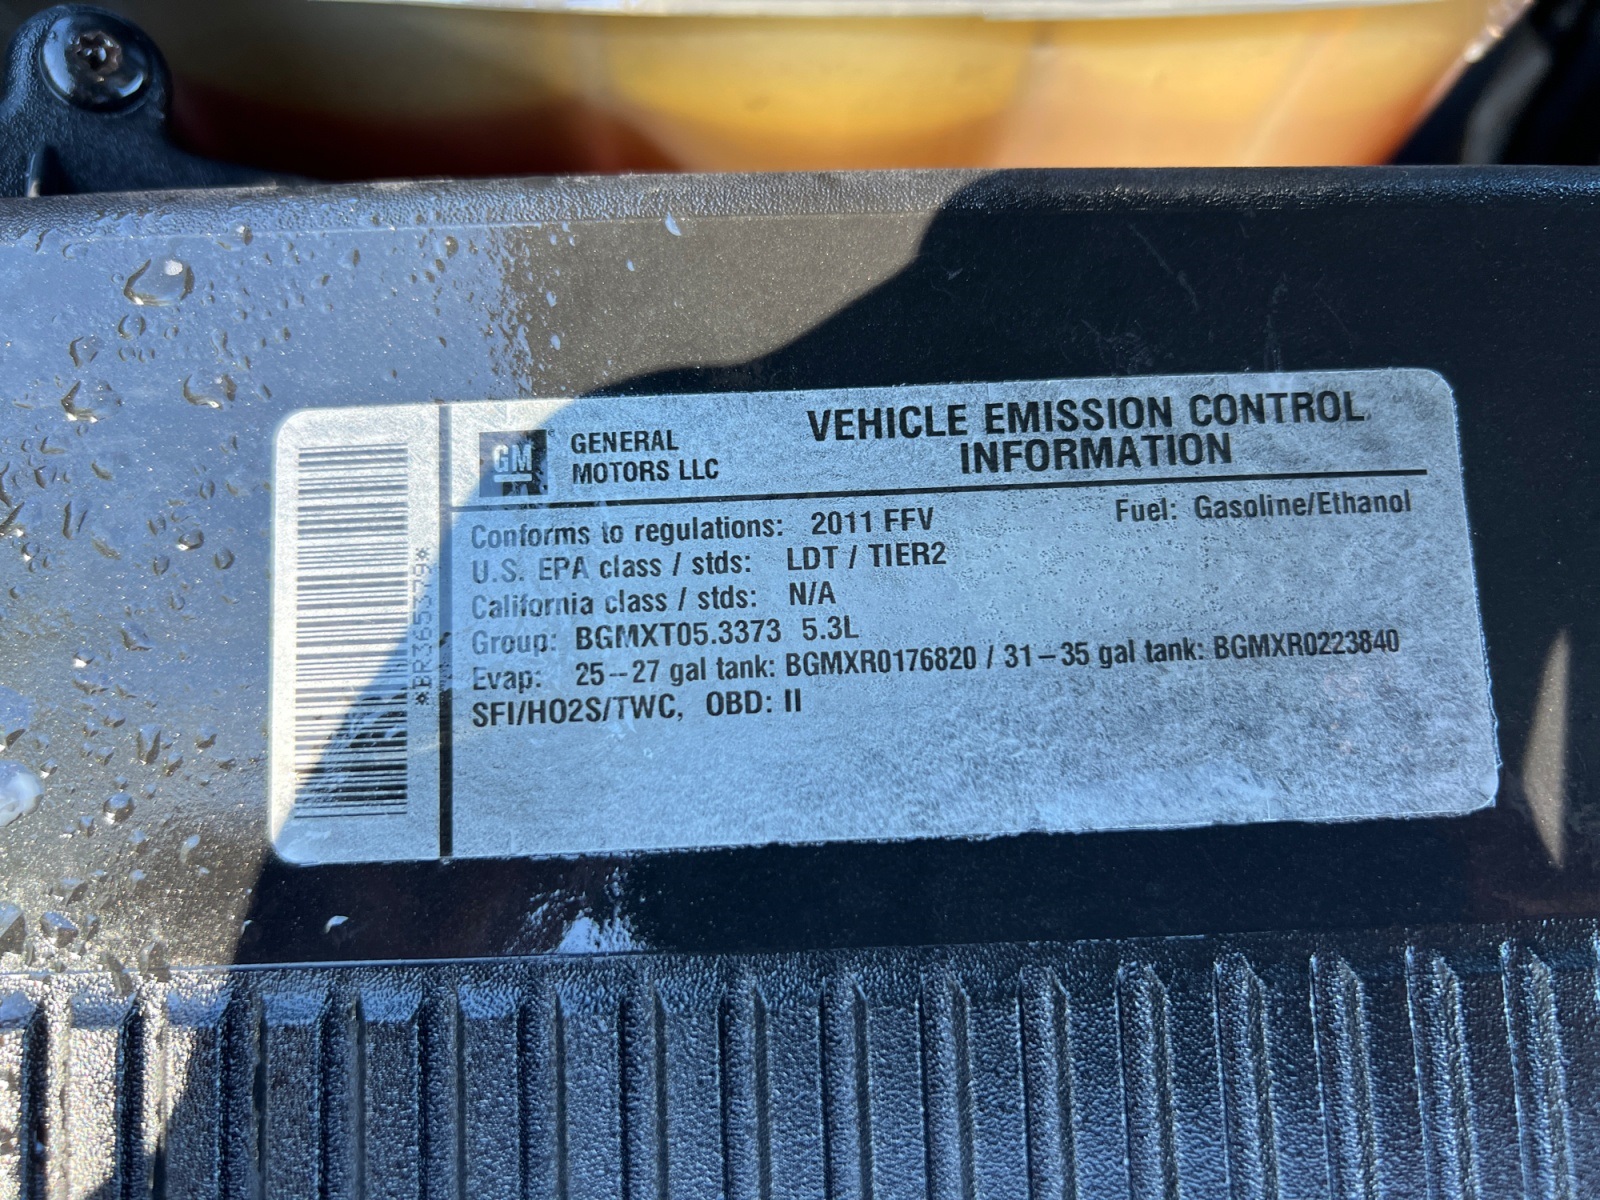 GM
GENERAL
MOTORS LLC
VEHICLE EMISSION CONTROL
INFORMATION
Conforms to regulations: 2011 FFV
Fuel: Gasoline/Ethanol
U.S. EPA class / stds: LDT / TIER2
California class / stds: N/A
Group: BGMXT05.3373 5.3L
Evap: 25--27 gal tank: BGMXR0176820 / 31–35 gal tank: BGMXR0223840
SFI/HO2S/TWC, OBD: II
*BR365379*